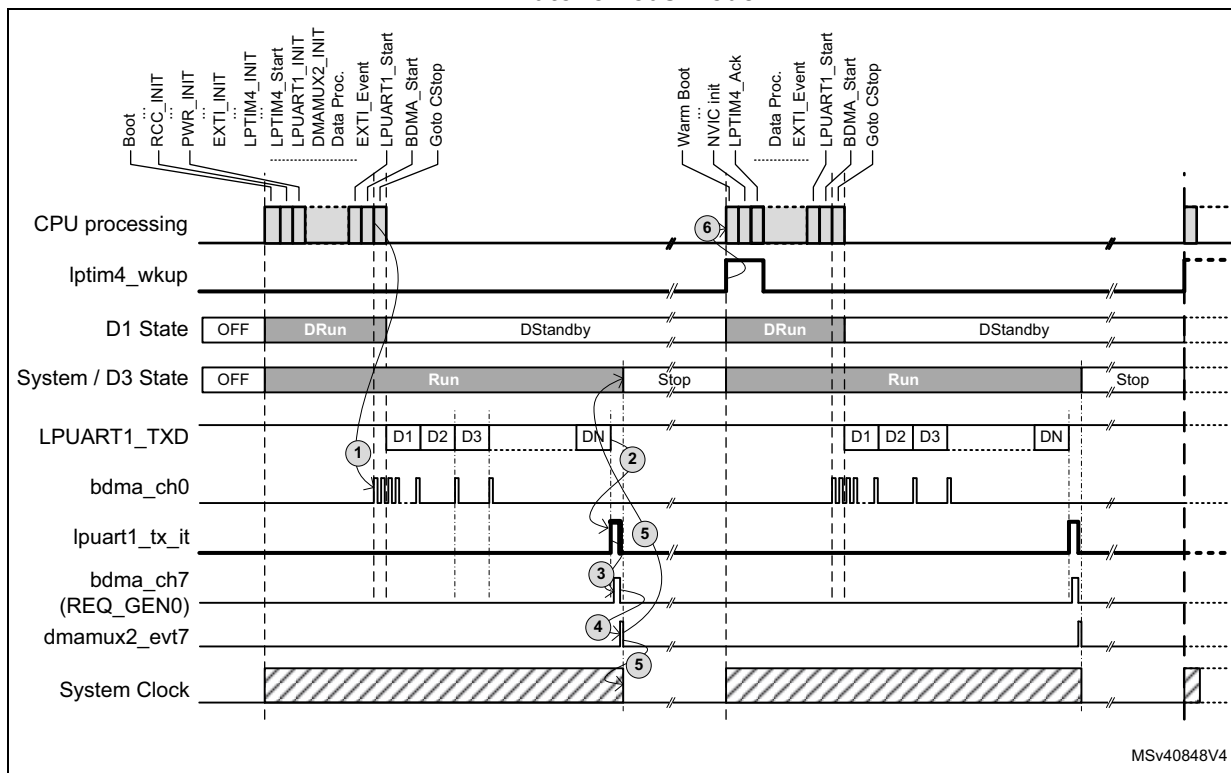 Boot
...
RCC_INIT
...
PWR_INIT
...
EXTI_INIT
...
LPTIM4_INIT
...
LPTIM4_Start
LPUART1_INIT
DMAMUX2_INIT
Data Proc.
EXTI_Event
LPUART1_Start
BDMA_Start
Goto CStop
Warm Boot
...
NVIC init
LPTIM4_Ack
Data Proc.
EXTI_Event
LPUART1_Start
BDMA_Start
Goto CStop
CPU processing
6
lptim4_wkup
D1 State OFF DRun DStandby DRun DStandby
System / D3 State OFF Run Stop Run Stop
LPUART1_TXD D1 D2 D3 DN D1 D2 D3 DN
1 2
bdma_ch0
lpuart1_tx_it 5
bdma_ch7 3
(REQ_GEN0)
dmamux2_evt7 4
5
System Clock
MSv40848V4